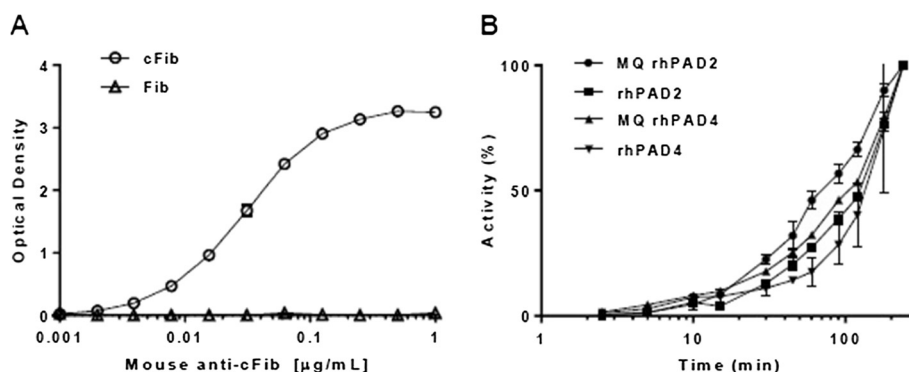 A
cFib
Fib
4
3
2
1
0
Optical Density
0.001
0.01
0.1
1
Mouse anti-cFib [µg/mL]
B
MQ rhPAD2
rhPAD2
MQ rhPAD4
rhPAD4
100
50
0
Activity (%)
1
10
100
Time (min)